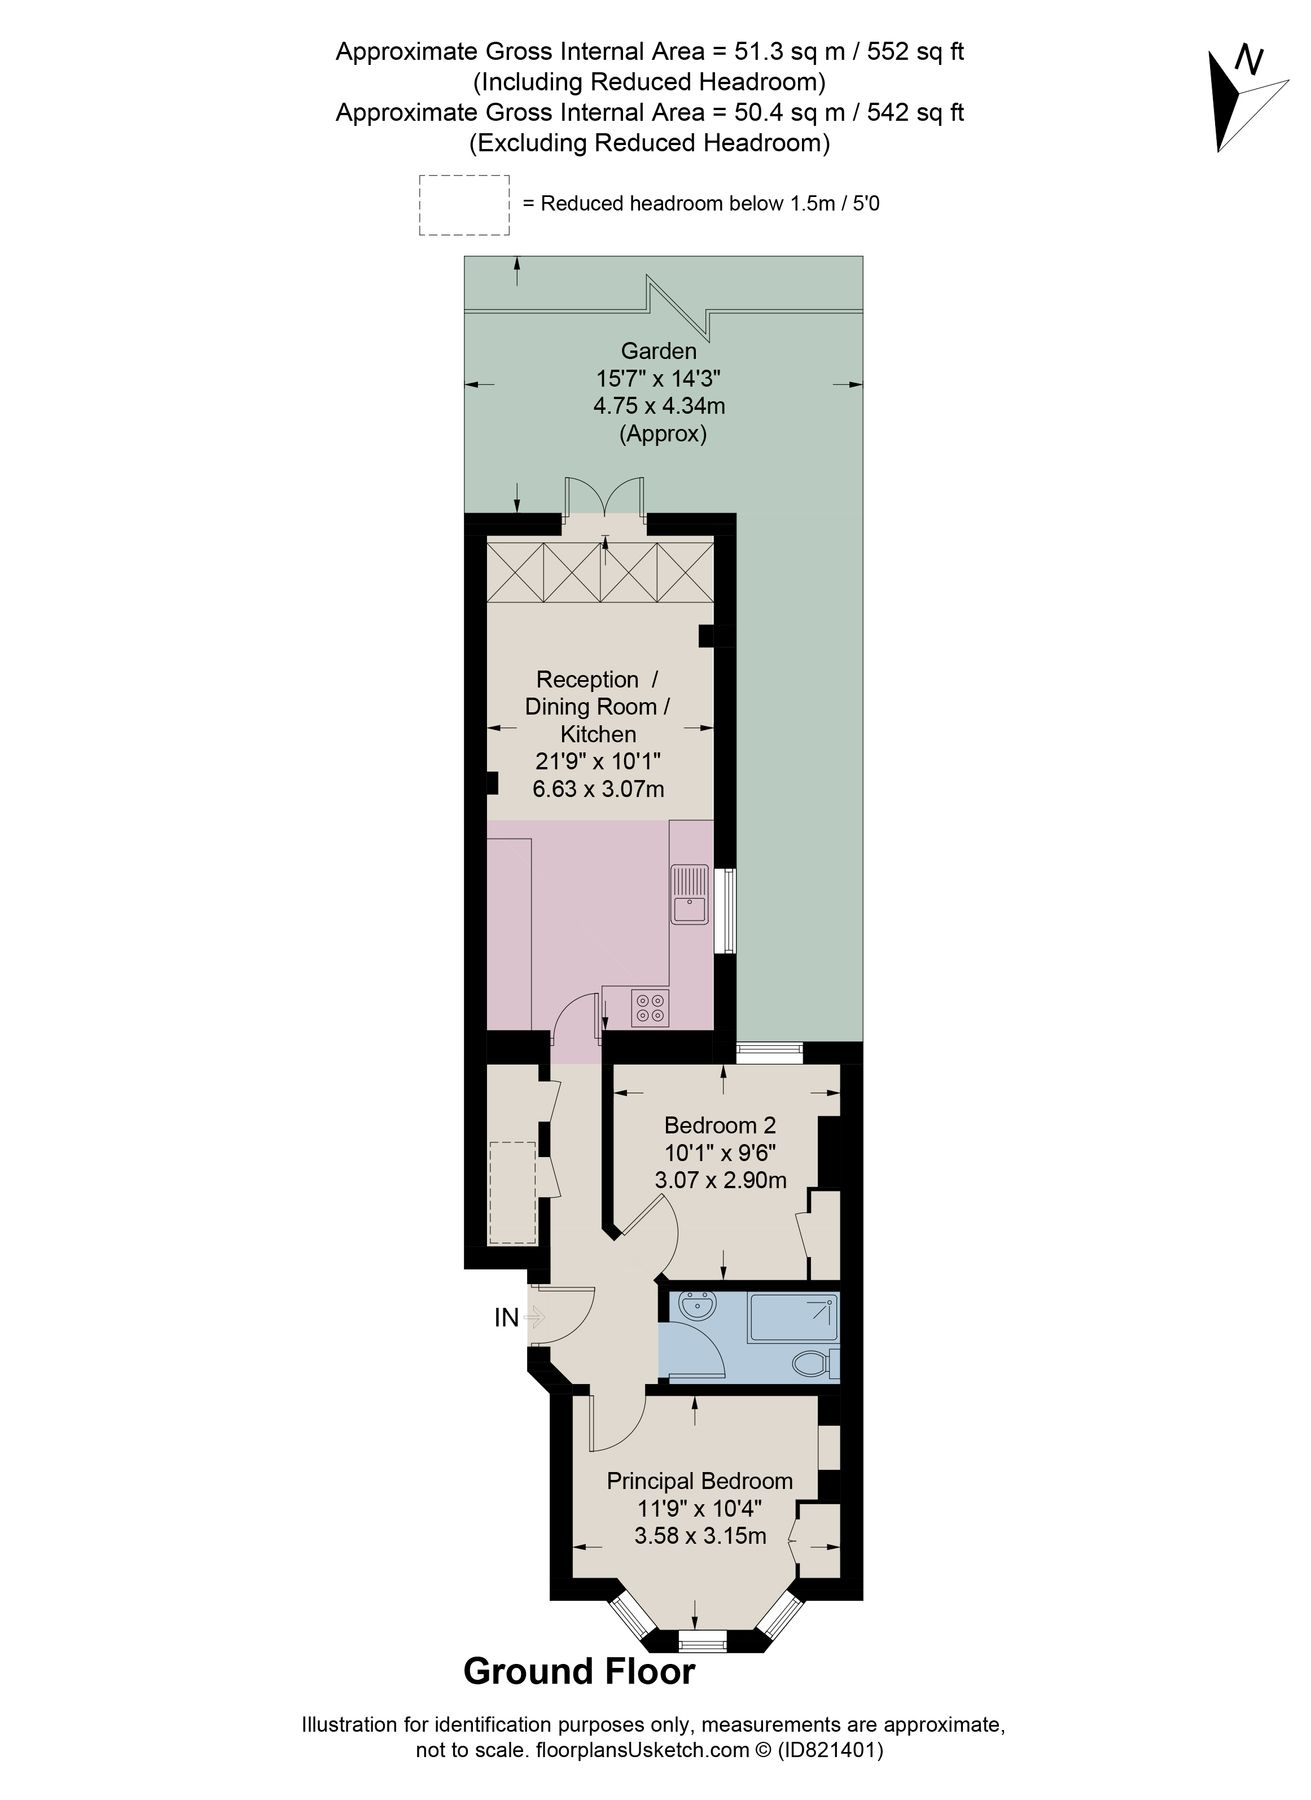 Approximate Gross Internal Area = 51.3 sq m / 552 sq ft
(Including Reduced Headroom)
Approximate Gross Internal Area = 50.4 sq m / 542 sq ft
(Excluding Reduced Headroom)
N
= Reduced headroom below 1.5m / 5'0
Garden
15'7" x 14'3"
4.75 x 4.34m
(Approx)
Reception /
Dining Room /
Kitchen
21'9" x 10'1"
6.63 x 3.07m
Bedroom 2
10'1" x 9'6"
3.07 x 2.90m
IN
Principal Bedroom
11'9" x 10'4"
3.58 x 3.15m
Ground Floor
Illustration for identification purposes only, measurements are approximate,
not to scale. floorplansUsketch.com © (ID821401)